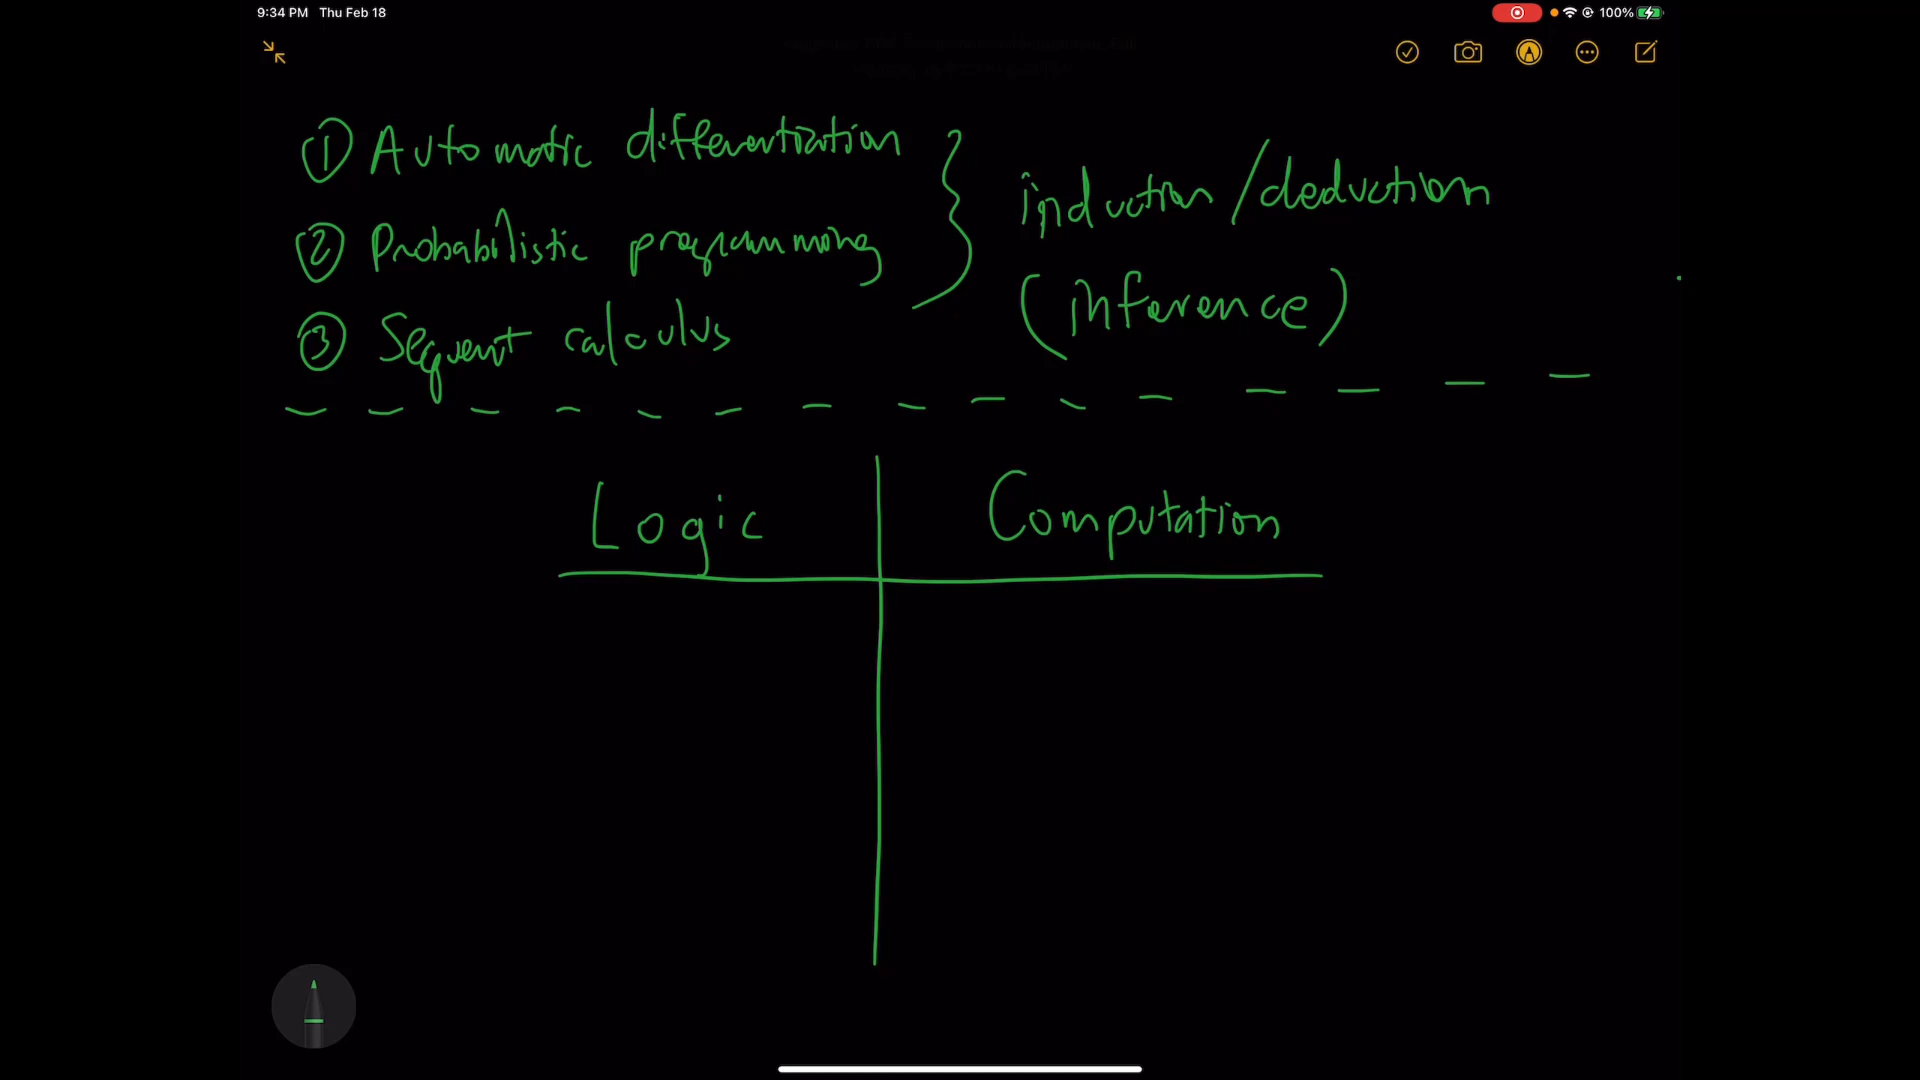 9:34 PM Thu Feb 18
100%
① Automatic differentiation
② Probabilistic programming
③ Sequent calculus
induction/deduction
(inference)
Logic
Computation